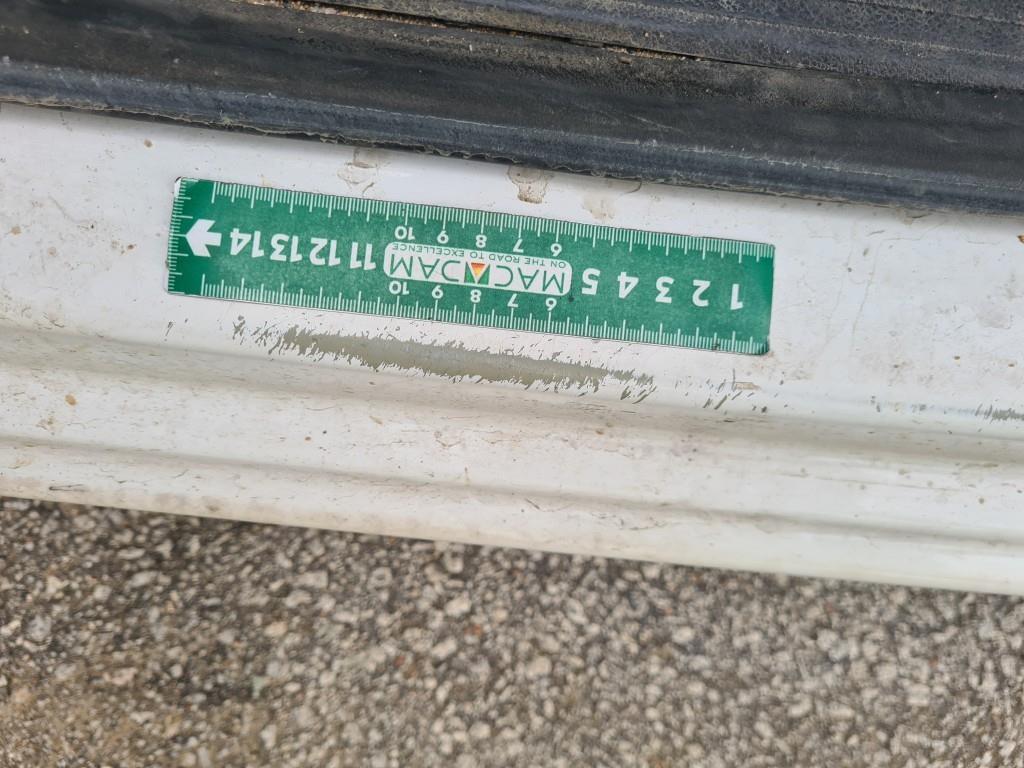 6 7 8 9 10
1 2 3 4 5 MACADAM 11 12 13 14
ON THE ROAD TO EXCELLENCE
6 7 8 9 10